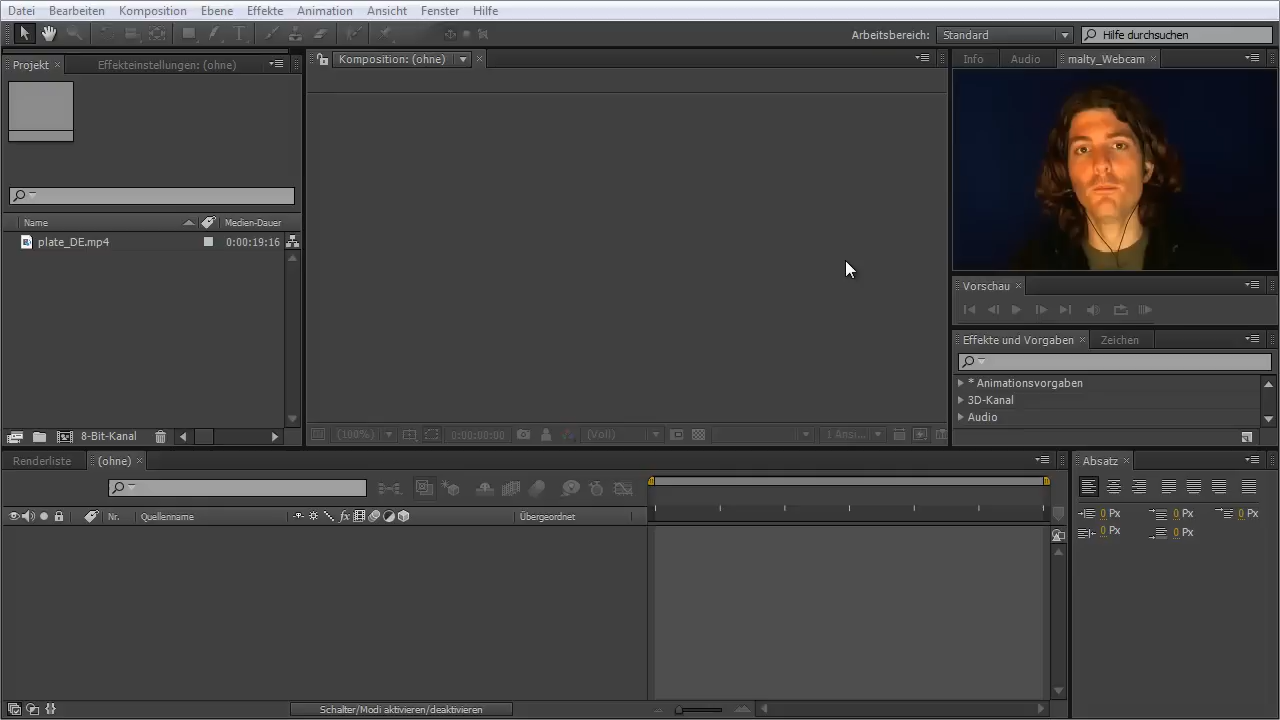 Datei Bearbeiten Komposition Ebene Effekte Animation Ansicht Fenster Hilfe
Arbeitsbereich: Standard Hilfe durchsuchen
Projekt Effekteinstellungen: (ohne)
Komposition: (ohne)
Info Audio malty_Webcam
Name Medien-Dauer
plate_DE.mp4 0:00:19:16
Vorschau
Effekte und Vorgaben Zeichen
* Animationsvorgaben
3D-Kanal
Audio
8-Bit-Kanal
(100%) 0:00:00:00 (Voll) 1 Ansi...
Renderliste (ohne)
Absatz
Nr. Quellenname fx Übergeordnet
0 Px 0 Px 0 Px
0 Px 0 Px
Schalter/Modi aktivieren/deaktivieren